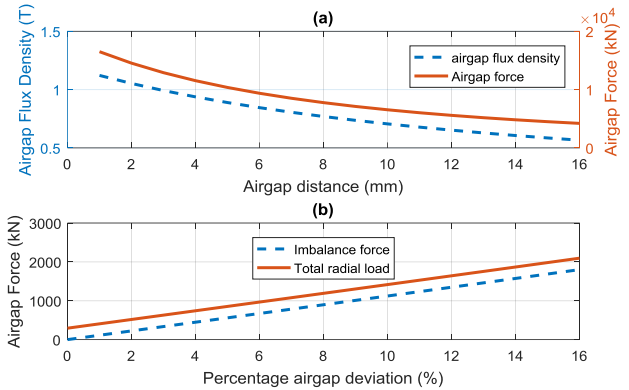 (a)
× 10⁴
Airgap Flux Density (T)
1.5
1
0.5
2
1
0
Airgap Force (kN)
airgap flux density
Airgap force
0 2 4 6 8 10 12 14 16
Airgap distance (mm)
(b)
Airgap Force (kN)
3000
2000
1000
0
Imbalance force
Total radial load
0 2 4 6 8 10 12 14 16
Percentage airgap deviation (%)